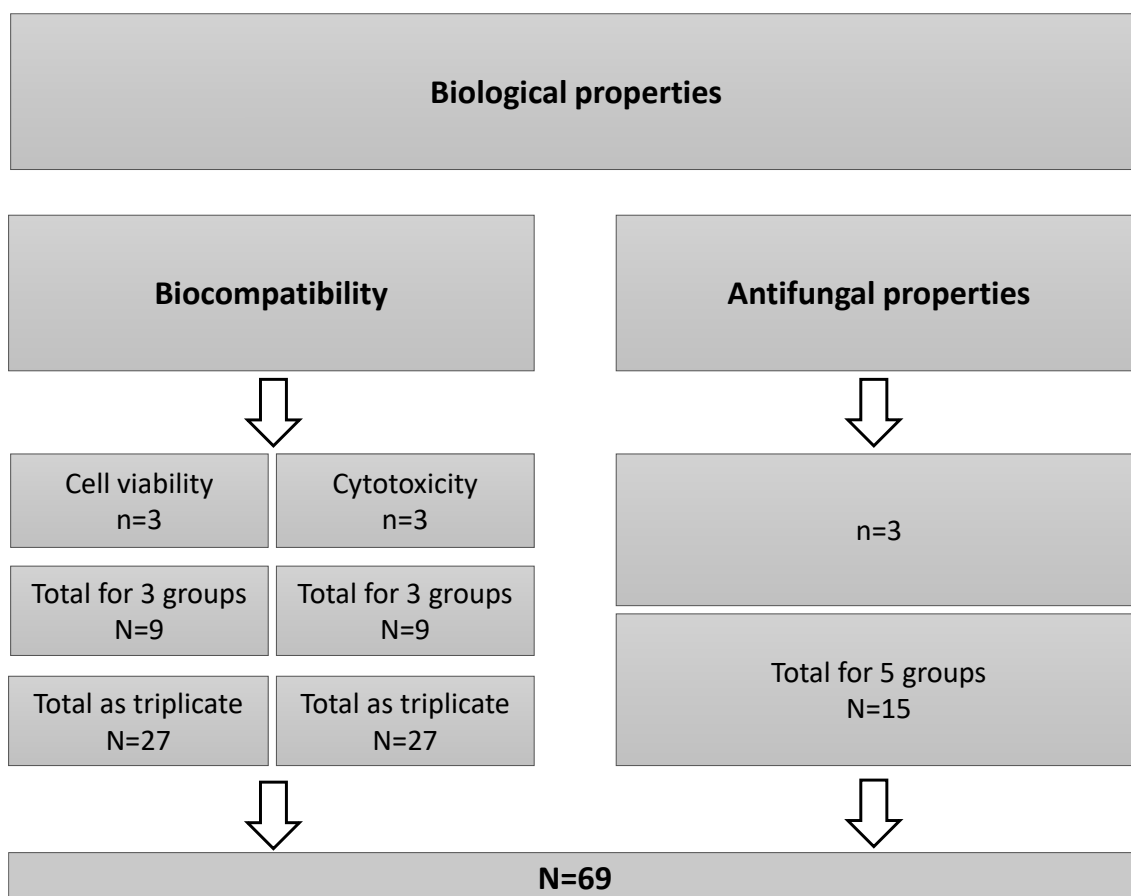 Biological properties
Biocompatibility
Antifungal properties
Cell viability
n=3
Cytotoxicity
n=3
n=3
Total for 3 groups
N=9
Total for 3 groups
N=9
Total for 5 groups
N=15
Total as triplicate
N=27
Total as triplicate
N=27
N=69